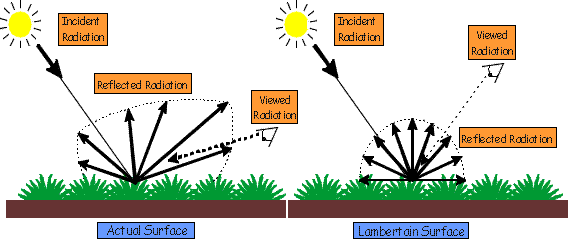 Incident
Radiation
Reflected Radiation
Viewed
Radiation
Actual Surface
Incident
Radiation
Viewed
Radiation
Reflected Radiation
Lambertain Surface